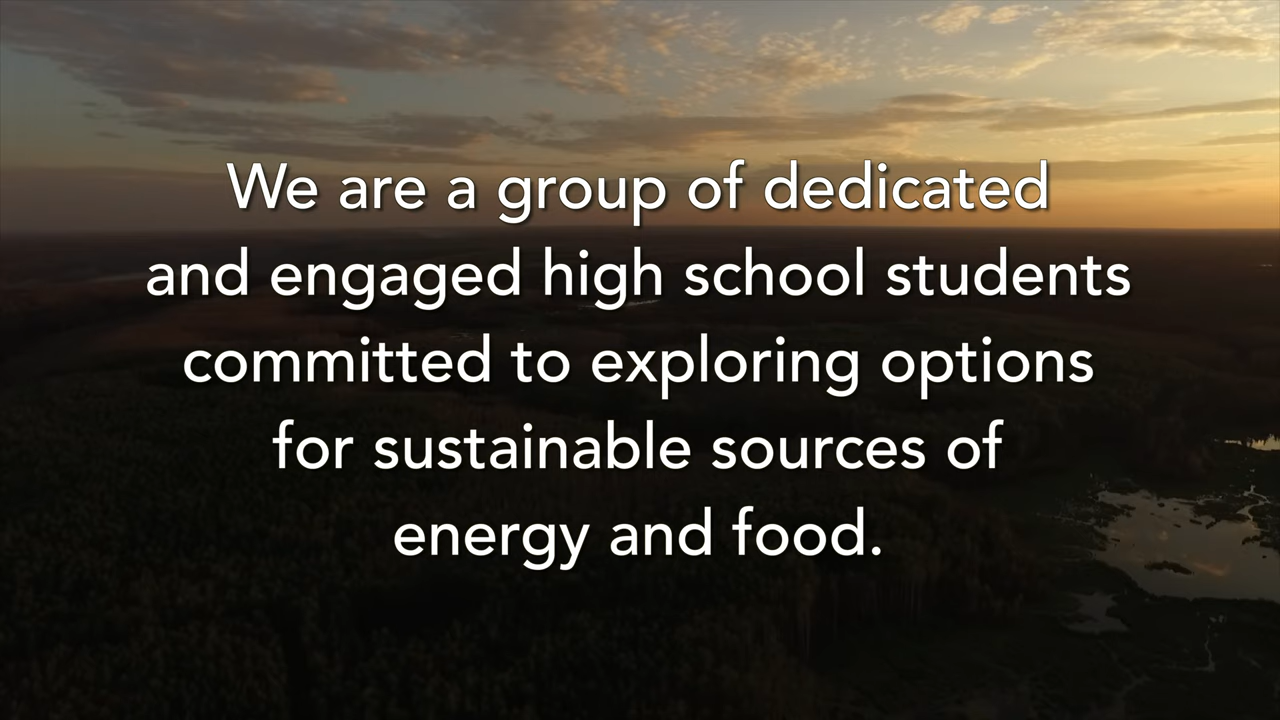 We are a group of dedicated
and engaged high school students
committed to exploring options
for sustainable sources of
energy and food.